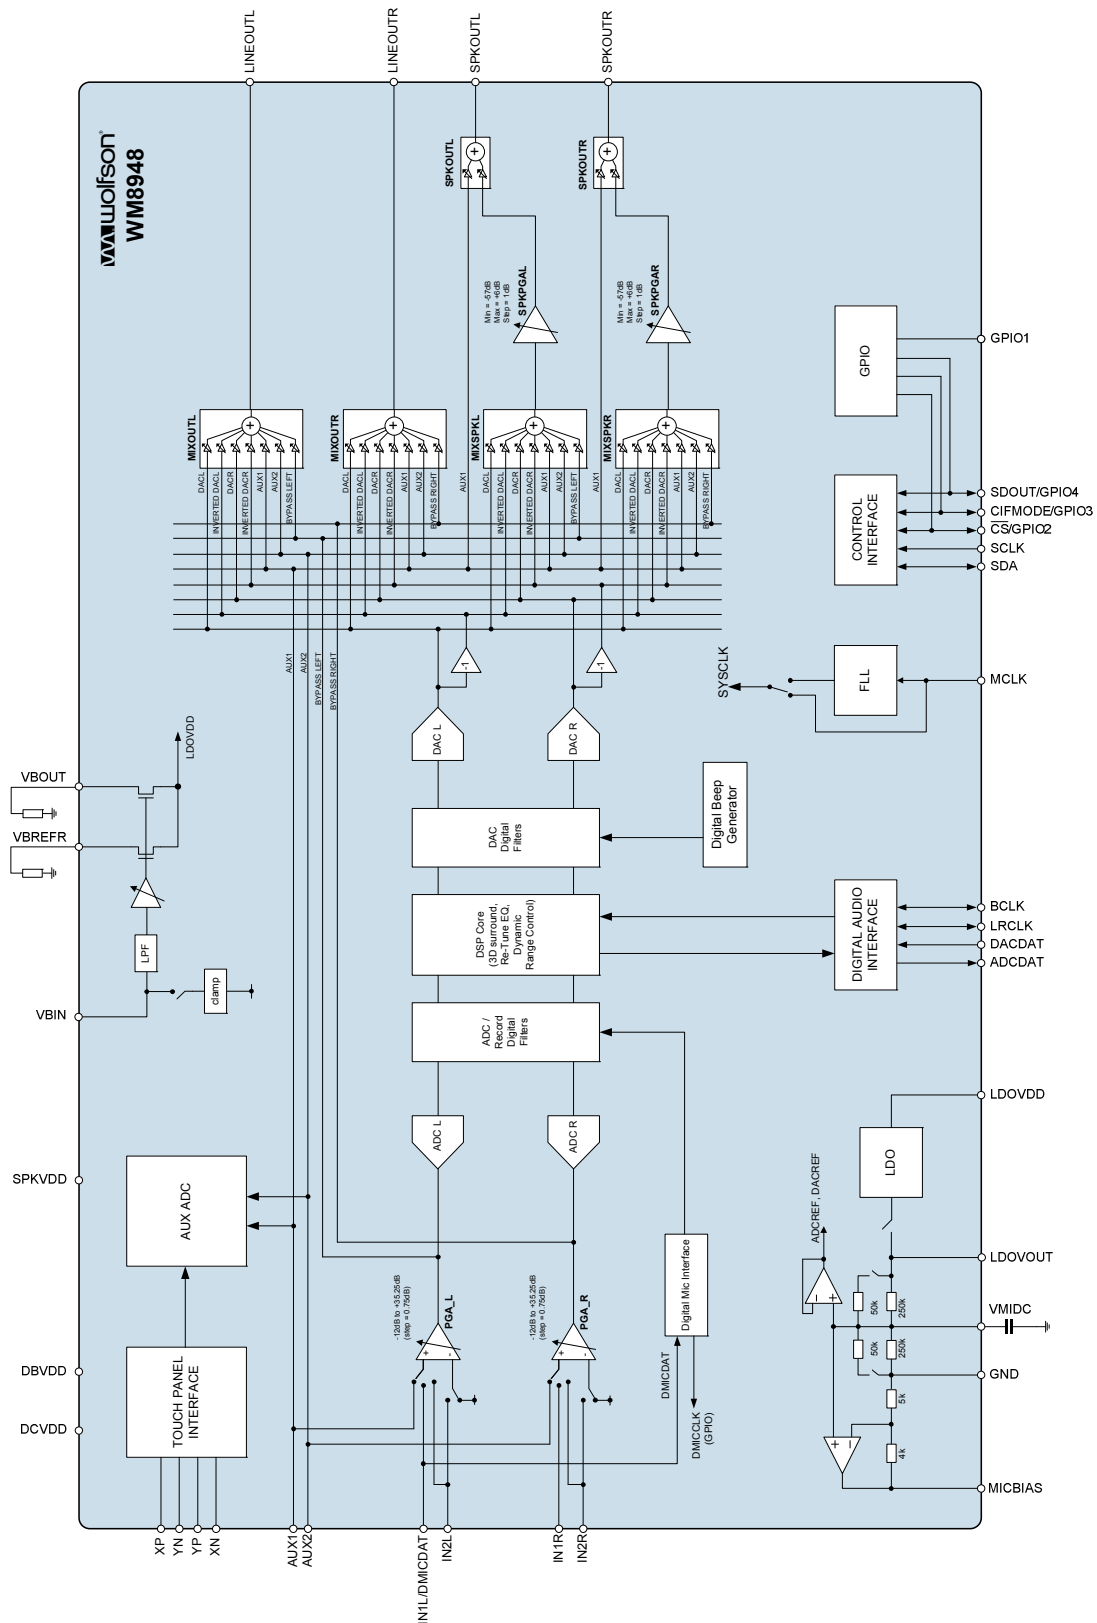 LINEOUTL
LINEOUTR
SPKOUTL
SPKOUTR
wolfson®
WM8948
SPKOUTL
+
SPKOUTR
+
Min = -57dB
Max = +6dB
Step = 1dB
SPKPGAL
Min = -57dB
Max = +6dB
Step = 1dB
SPKPGAR
MIXOUTL
+
MIXOUTR
+
MIXSPKL
+
MIXSPKR
+
DACL
INVERTED DACL
DACR
INVERTED DACR
AUX1
AUX2
BYPASS LEFT
DACL
INVERTED DACL
DACR
INVERTED DACR
AUX1
AUX2
BYPASS RIGHT
AUX1
DACL
INVERTED DACL
DACR
INVERTED DACR
AUX1
AUX2
BYPASS LEFT
AUX1
DACL
INVERTED DACL
DACR
INVERTED DACR
AUX1
AUX2
BYPASS RIGHT
GPIO
GPIO1
CONTROL
INTERFACE
SDOUT/GPIO4
CIFMODE/GPIO3
CS/GPIO2
SCLK
SDA
AUX1
AUX2
BYPASS LEFT
BYPASS RIGHT
-1
-1
SYSCLK
FLL
MCLK
DAC L
DAC R
LDOVDD
VBOUT
VBREFR
LPF
clamp
VBIN
DAC
Digital
Filters
Digital Beep
Generator
DSP Core
(3D surround,
Re-Tune EQ,
Dynamic
Range Control)
DIGITAL AUDIO
INTERFACE
BCLK
LRCLK
DACDAT
ADCDAT
ADC /
Record
Digital
Filters
ADC L
ADC R
LDOVDD
LDO
ADCREF, DACREF
SPKVDD
AUX ADC
Digital Mic Interface
LDOVOUT
50k
250k
VMIDC
50k
250k
GND
5k
4k
+
−
−
+
MICBIAS
-12dB to +35.25dB
(step = 0.75dB)
PGA_L
+
-
-12dB to +35.25dB
(step = 0.75dB)
PGA_R
+
-
DMICDAT
DMICCLK
(GPIO)
DBVDD
DCVDD
TOUCH PANEL
INTERFACE
XP
YN
YP
XN
AUX1
AUX2
IN1L/DMICDAT
IN2L
IN1R
IN2R